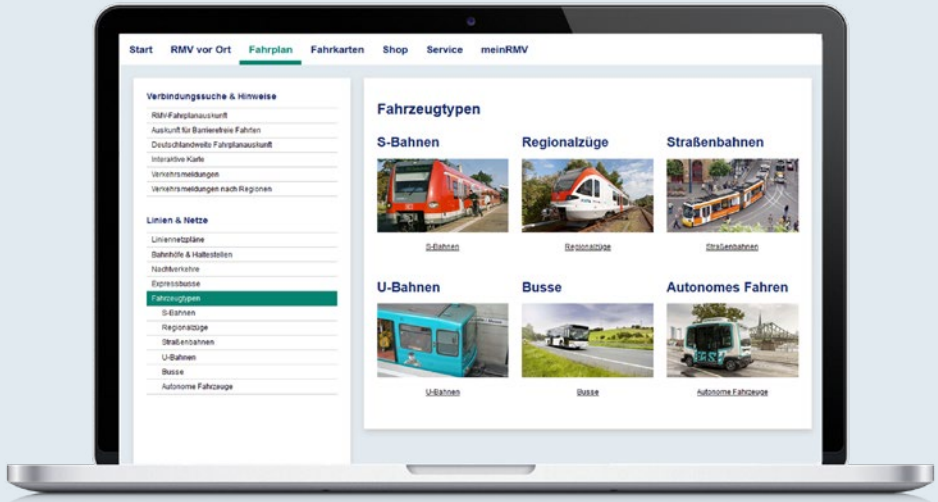 Start RMV vor Ort Fahrplan Fahrkarten Shop Service meinRMV
Verbindungssuche & Hinweise
RMV-Fahrplanauskunft
Auskunft für Barrierefreie Fahrten
Deutschlandweite Fahrplanauskunft
Interaktive Karte
Verkehrsmeldungen
Verkehrsmeldungen nach Regionen
Linien & Netze
Liniennetzpläne
Bahnhöfe & Haltestellen
Nachtverkehre
Expressbusse
Fahrzeugtypen
S-Bahnen
Regionalzüge
Straßenbahnen
U-Bahnen
Busse
Autonome Fahrzeuge
Fahrzeugtypen
S-Bahnen Regionalzüge Straßenbahnen
S-Bahnen Regionalzüge Straßenbahnen
U-Bahnen Busse Autonomes Fahren
EASY
U-Bahnen Busse Autonome Fahrzeuge